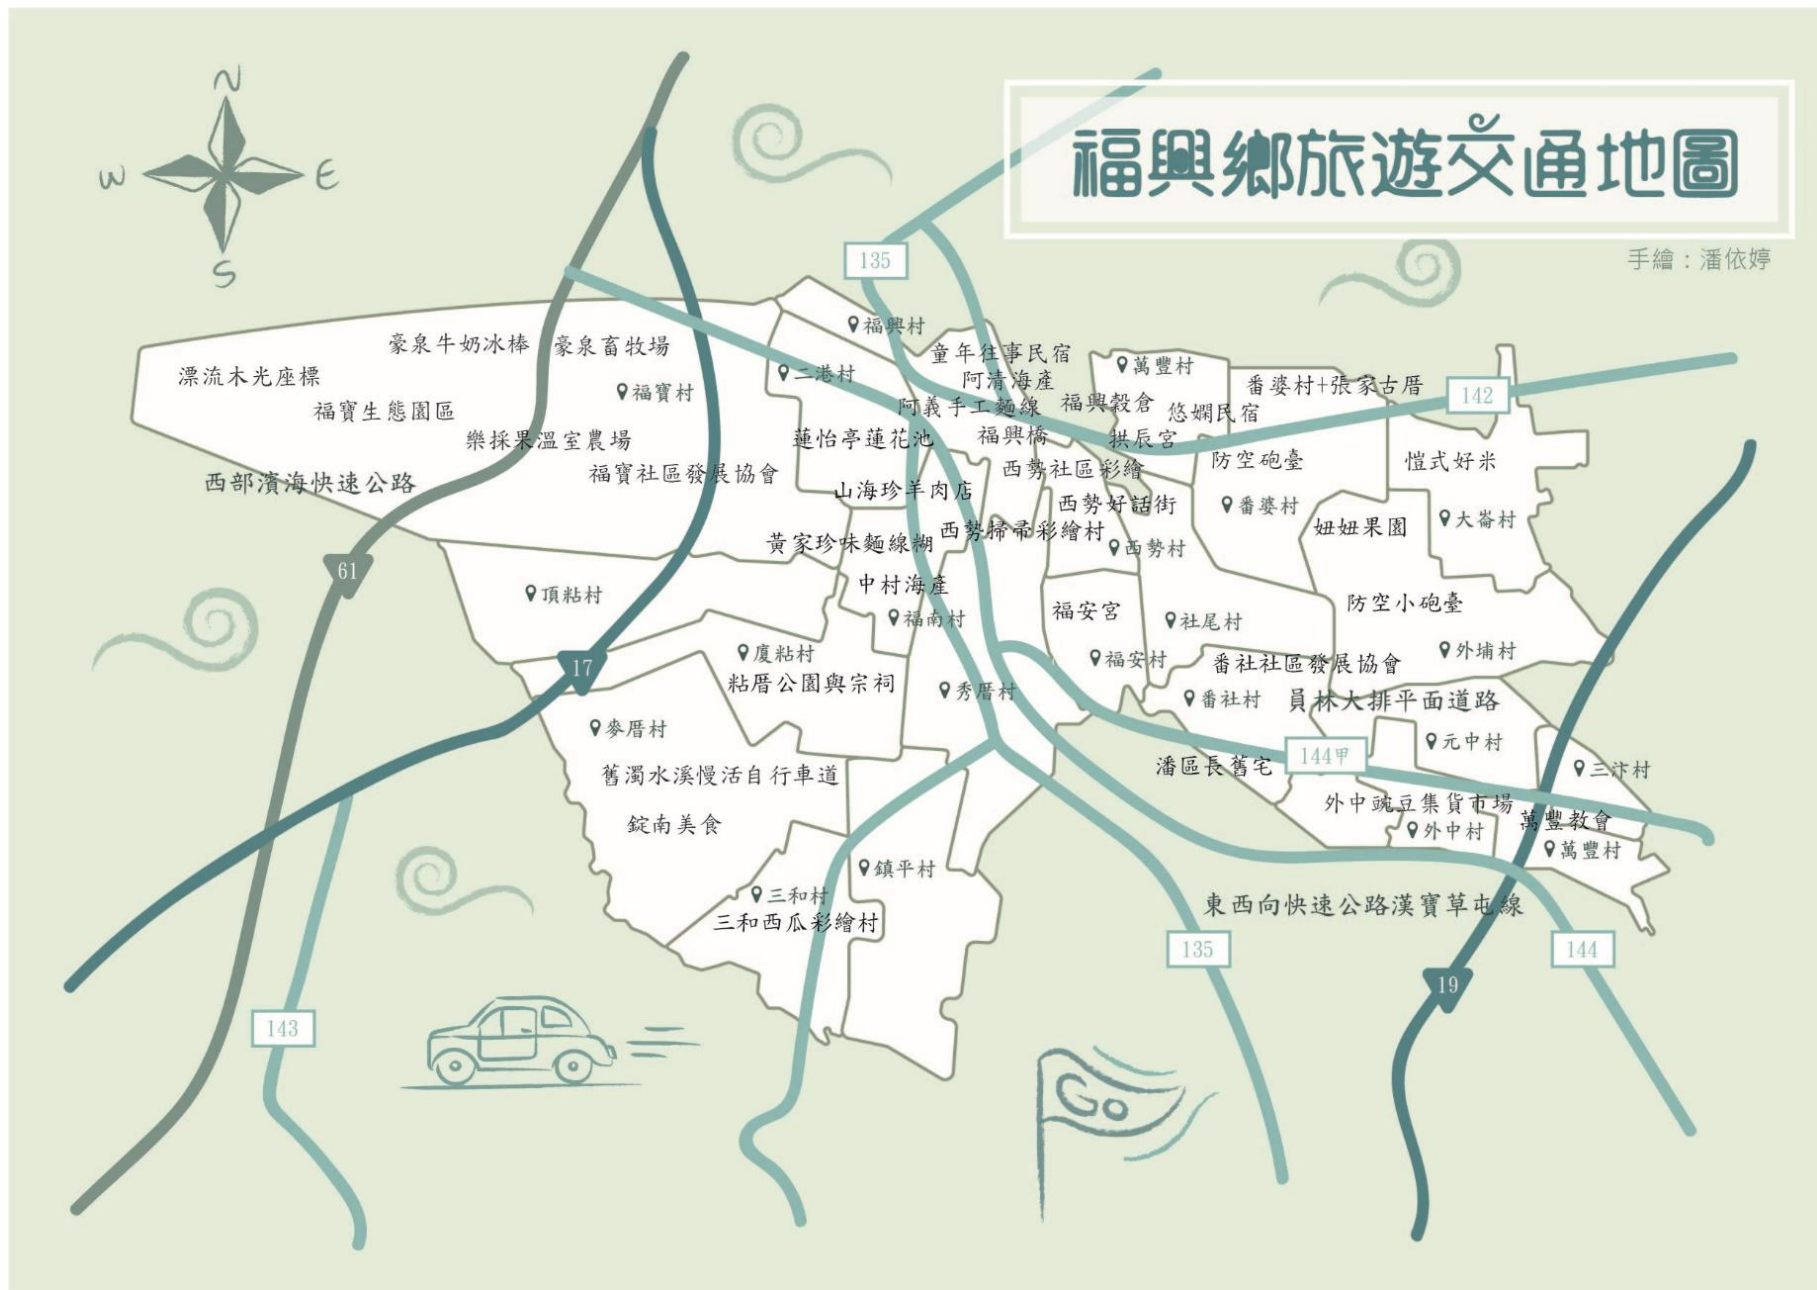 N
W
E
S
福興鄉旅遊交通地圖
手繪：潘依婷
135
福興村
童年往事民宿
阿清海產
萬豐村
番婆村+張家古厝
142
豪泉牛奶冰棒
豪泉畜牧場
漂流木光座標
福寶村
二港村
福寶生態園區
阿義手工麵線
福興穀倉
悠嫻民宿
樂採果溫室農場
蓮怡亭蓮花池
福興橋
拱辰宮
西部濱海快速公路
福寶社區發展協會
西勢社區彩繪
防空砲臺
愷式好米
山海珍羊肉店
西勢好話街
番婆村
大崙村
黃家珍味麵線糊
西勢掃帚彩繪村
西勢村
妞妞果園
61
頂粘村
中村海產
福南村
福安宮
社尾村
防空小砲臺
17
廈粘村
福安村
番社社區發展協會
外埔村
粘厝公園與宗祠
秀厝村
番社村
員林大排平面道路
麥厝村
元中村
144甲
潘區長舊宅
三汴村
舊濁水溪慢活自行車道
外中豌豆集貨市場
錠南美食
外中村
萬豐教會
萬豐村
鎮平村
三和村
三和西瓜彩繪村
東西向快速公路漢寶草屯線
135
144
19
143
Go